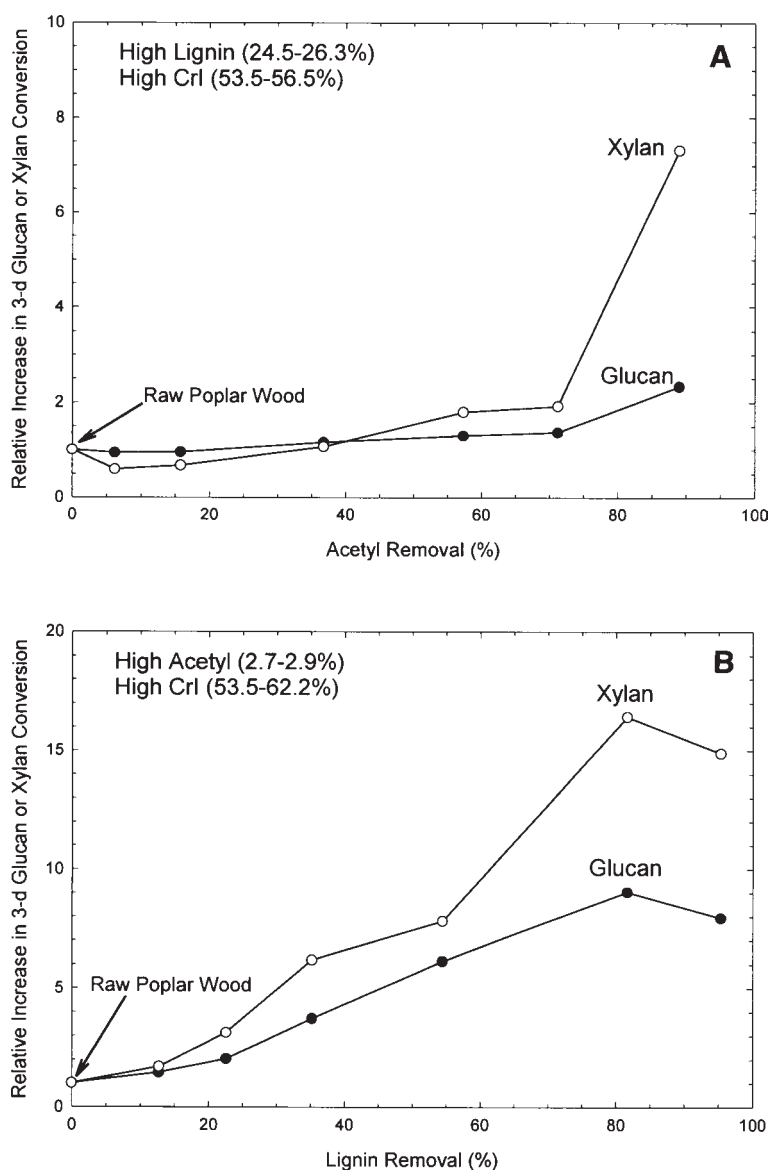 High Lignin (24.5-26.3%)
High CrI (53.5-56.5%)
A
Xylan
Glucan
Raw Poplar Wood
Relative Increase in 3-d Glucan or Xylan Conversion
10
8
6
4
2
0
0 20 40 60 80 100
Acetyl Removal (%)
High Acetyl (2.7-2.9%)
High CrI (53.5-62.2%)
B
Xylan
Glucan
Raw Poplar Wood
Relative Increase in 3-d Glucan or Xylan Conversion
20
15
10
5
0
0 20 40 60 80 100
Lignin Removal (%)